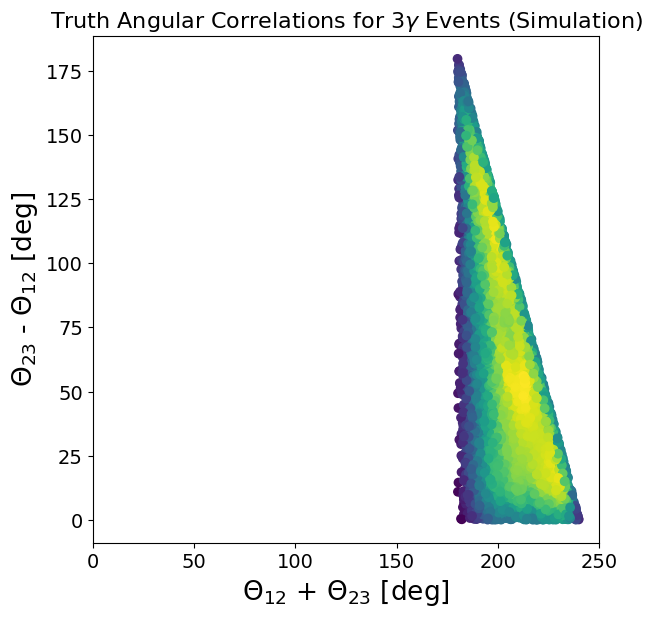 Truth Angular Correlations for 3γ Events (Simulation)
175
150
125
100
75
50
25
0
Θ₂₃ - Θ₁₂ [deg]
0 50 100 150 200 250
Θ₁₂ + Θ₂₃ [deg]